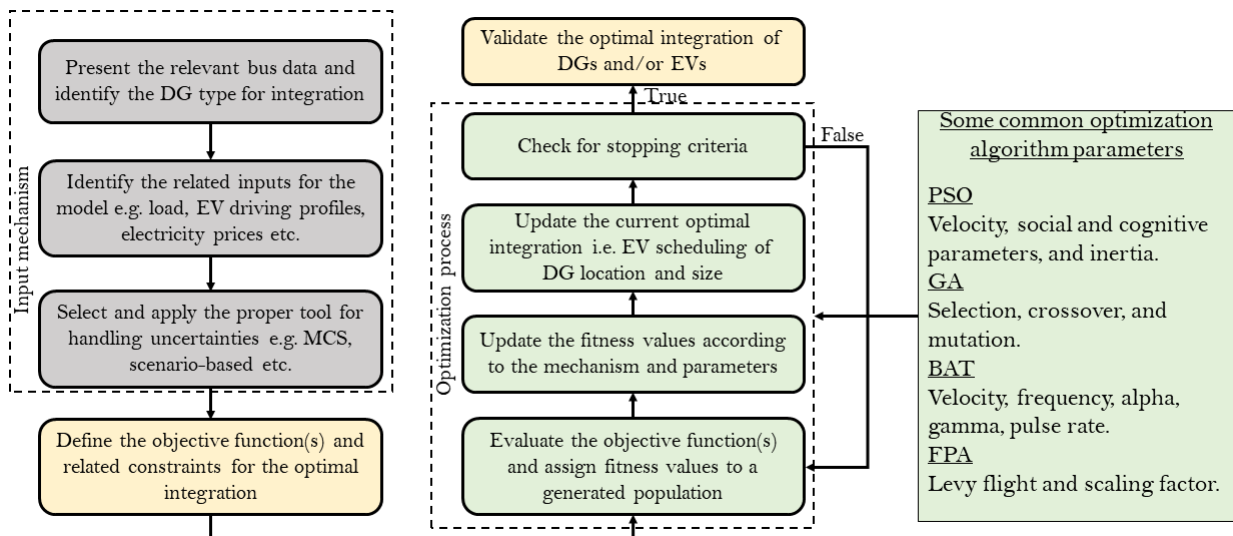 Input mechanism
Present the relevant bus data and
identify the DG type for integration
Identify the related inputs for the
model e.g. load, EV driving profiles,
electricity prices etc.
Select and apply the proper tool for
handling uncertainties e.g. MCS,
scenario-based etc.
Define the objective function(s) and
related constraints for the optimal
integration
Validate the optimal integration of
DGs and/or EVs
True
Optimization process
Check for stopping criteria
False
Update the current optimal
integration i.e. EV scheduling of
DG location and size
Update the fitness values according
to the mechanism and parameters
Evaluate the objective function(s)
and assign fitness values to a
generated population
Some common optimization
algorithm parameters
PSO
Velocity, social and cognitive
parameters, and inertia.
GA
Selection, crossover, and
mutation.
BAT
Velocity, frequency, alpha,
gamma, pulse rate.
FPA
Levy flight and scaling factor.